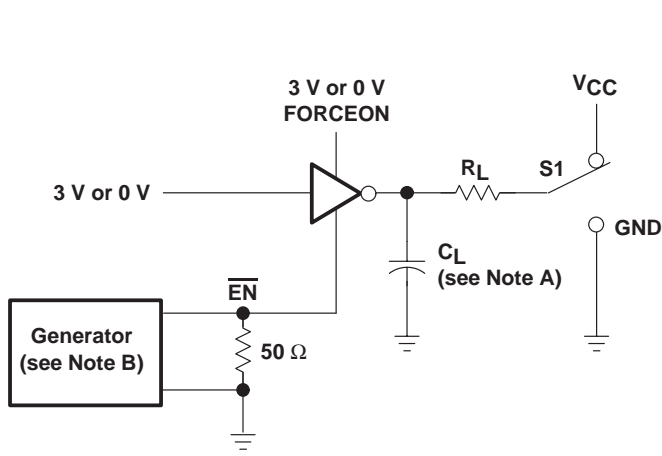 3 V or 0 V
FORCEON
VCC
RL
S1
3 V or 0 V
GND
CL
(see Note A)
EN
Generator
(see Note B)
50 Ω